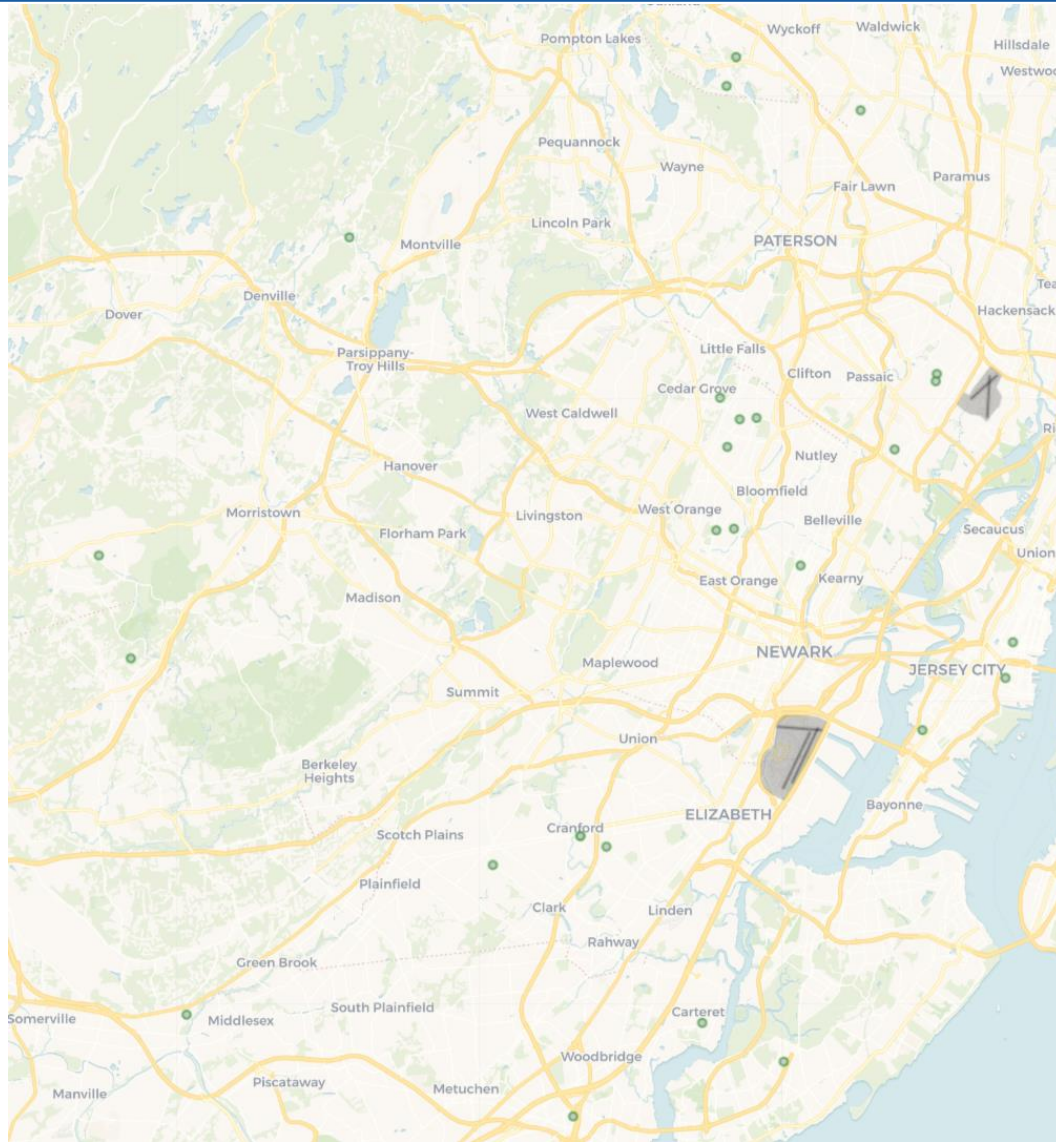 Pompton Lakes
Wyckoff
Waldwick
Hillsdale
Pequannock
Wayne
Fair Lawn
Paramus
Lincoln Park
PATERSON
Montville
Denville
Dover
Hackensack
Parsippany-
Troy Hills
Little Falls
Clifton
Passaic
Cedar Grove
West Caldwell
Nutley
Hanover
Bloomfield
West Orange
Livingston
Morristown
Florham Park
Belleville
Secaucus
Union
East Orange
Kearny
Madison
NEWARK
Maplewood
JERSEY CITY
Summit
Union
Berkeley
Heights
ELIZABETH
Bayonne
Scotch Plains
Cranford
Plainfield
Clark
Linden
Rahway
Green Brook
South Plainfield
Carteret
Somerville
Middlesex
Woodbridge
Piscataway
Metuchen
Manville